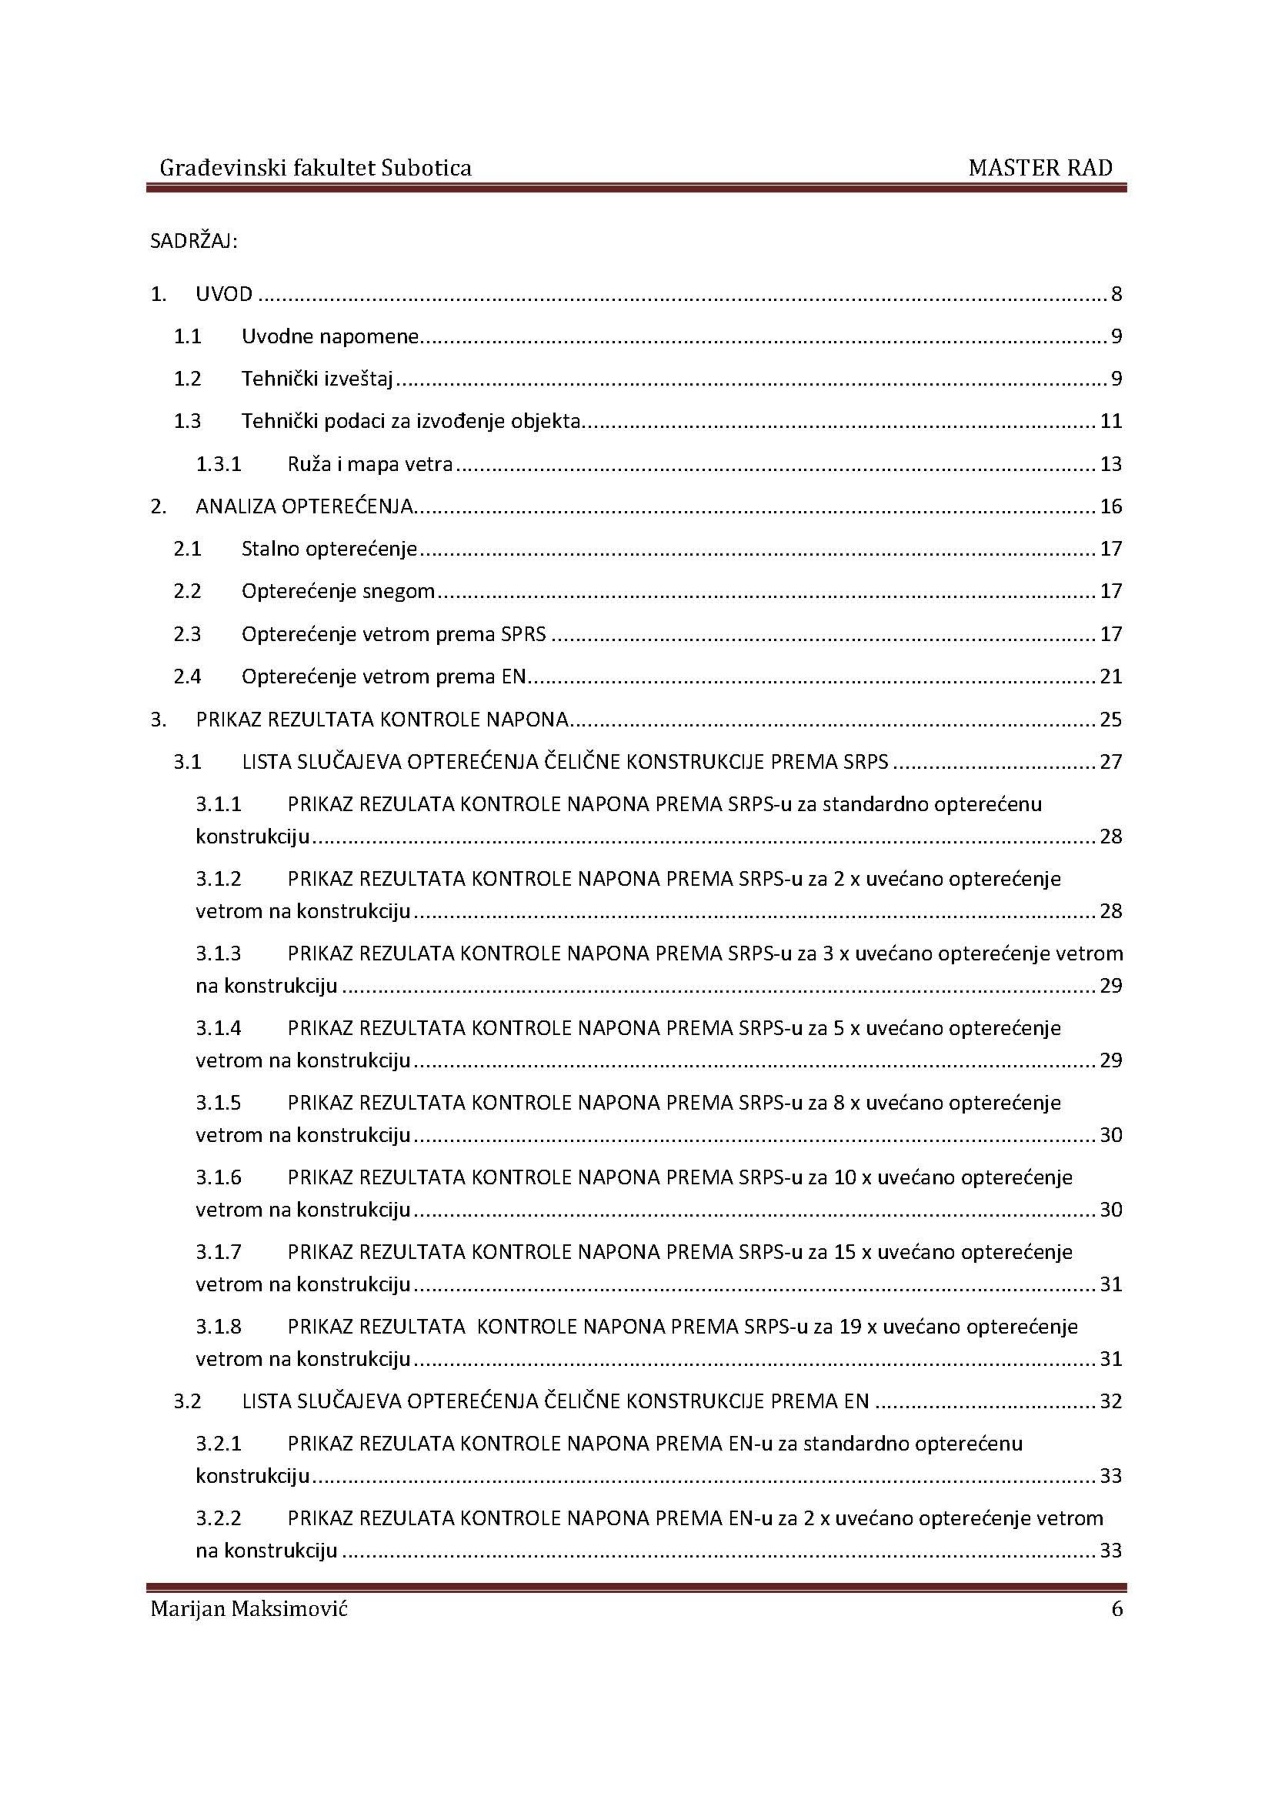 Građevinski fakultet Subotica MASTER RAD
SADRŽAJ:
1. UVOD ........ 8
1.1 Uvodne napomene ........ 9
1.2 Tehnički izveštaj ........ 9
1.3 Tehnički podaci za izvođenje objekta ........ 11
1.3.1 Ruža i mapa vetra ........ 13
2. ANALIZA OPTEREĆENJA ........ 16
2.1 Stalno opterećenje ........ 17
2.2 Opterećenje snegom ........ 17
2.3 Opterećenje vetrom prema SPRS ........ 17
2.4 Opterećenje vetrom prema EN ........ 21
3. PRIKAZ REZULTATA KONTROLE NAPONA ........ 25
3.1 LISTA SLUČAJEVA OPTEREĆENJA ČELIČNE KONSTRUKCIJE PREMA SRPS ........ 27
3.1.1 PRIKAZ REZULATA KONTROLE NAPONA PREMA SRPS-u za standardno opterećenu
konstrukciju ........ 28
3.1.2 PRIKAZ REZULTATA KONTROLE NAPONA PREMA SRPS-u za 2 x uvećano opterećenje
vetrom na konstrukciju ........ 28
3.1.3 PRIKAZ REZULTATA KONTROLE NAPONA PREMA SRPS-u za 3 x uvećano opterećenje vetrom
na konstrukciju ........ 29
3.1.4 PRIKAZ REZULTATA KONTROLE NAPONA PREMA SRPS-u za 5 x uvećano opterećenje
vetrom na konstrukciju ........ 29
3.1.5 PRIKAZ REZULTATA KONTROLE NAPONA PREMA SRPS-u za 8 x uvećano opterećenje
vetrom na konstrukciju ........ 30
3.1.6 PRIKAZ REZULTATA KONTROLE NAPONA PREMA SRPS-u za 10 x uvećano opterećenje
vetrom na konstrukciju ........ 30
3.1.7 PRIKAZ REZULTATA KONTROLE NAPONA PREMA SRPS-u za 15 x uvećano opterećenje
vetrom na konstrukciju ........ 31
3.1.8 PRIKAZ REZULTATA KONTROLE NAPONA PREMA SRPS-u za 19 x uvećano opterećenje
vetrom na konstrukciju ........ 31
3.2 LISTA SLUČAJEVA OPTEREĆENJA ČELIČNE KONSTRUKCIJE PREMA EN ........ 32
3.2.1 PRIKAZ REZULATA KONTROLE NAPONA PREMA EN-u za standardno opterećenu
konstrukciju ........ 33
3.2.2 PRIKAZ REZULATA KONTROLE NAPONA PREMA EN-u za 2 x uvećano opterećenje vetrom
na konstrukciju ........ 33
Marijan Maksimović 6